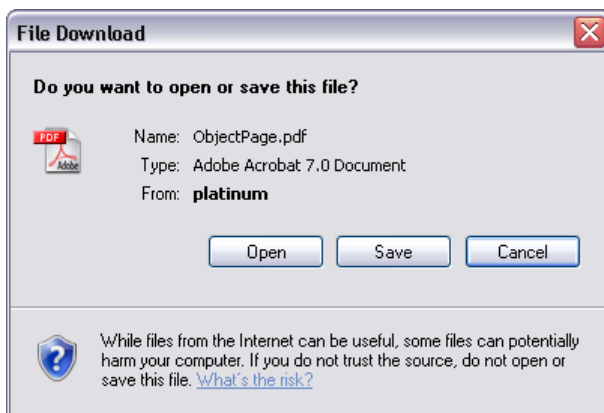 File Download
Do you want to open or save this file?
PDF
Adobe
Name: ObjectPage.pdf
Type: Adobe Acrobat 7.0 Document
From: platinum
Open Save Cancel
While files from the Internet can be useful, some files can potentially
harm your computer. If you do not trust the source, do not open or
save this file. What's the risk?